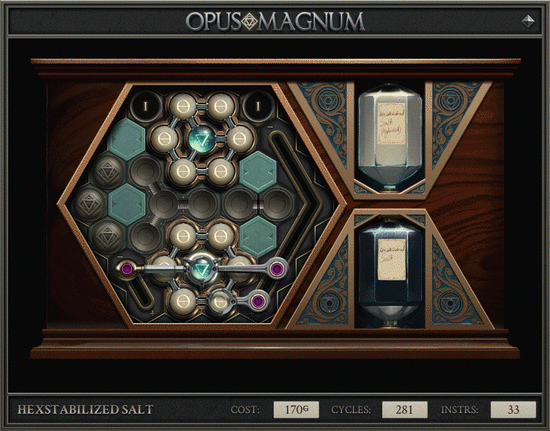 OPUS MAGNUM
I
I
HEXSTABILIZED SALT
COST: 170G
CYCLES: 281
INSTRS: 33